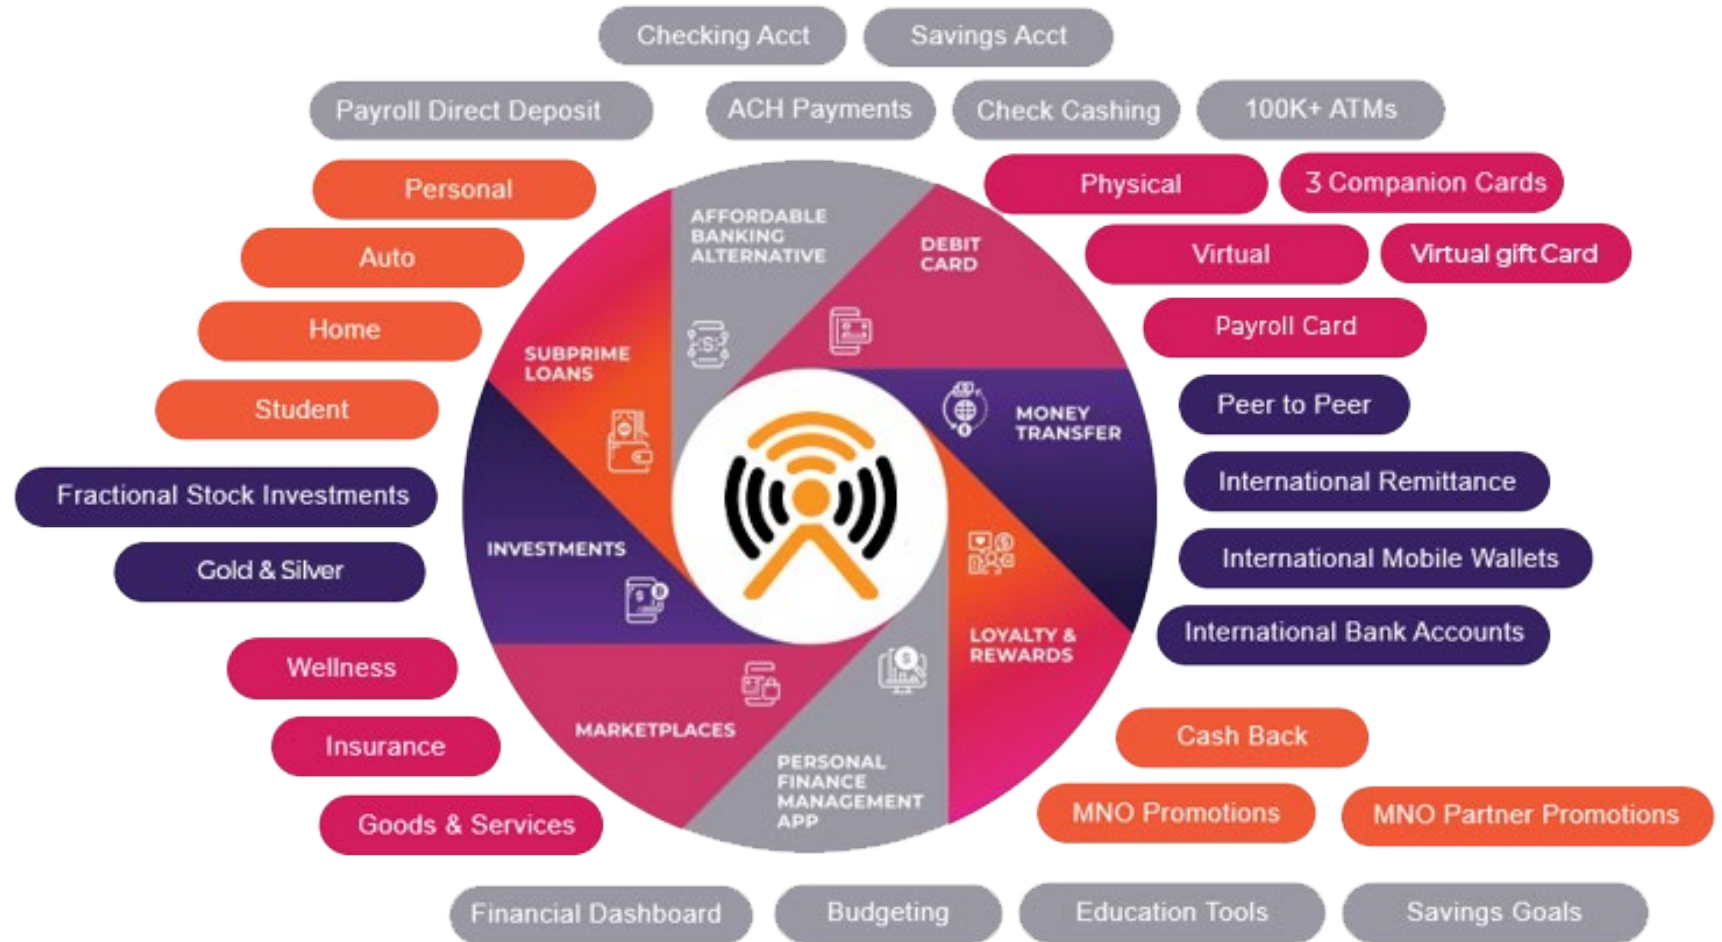 Checking Acct
Savings Acct
Payroll Direct Deposit
ACH Payments
Check Cashing
100K+ ATMs
Personal
Physical
3 Companion Cards
Auto
Virtual
Virtual gift Card
Home
Payroll Card
Student
Peer to Peer
Fractional Stock Investments
International Remittance
Gold & Silver
International Mobile Wallets
International Bank Accounts
Wellness
Insurance
Goods & Services
Cash Back
MNO Promotions
MNO Partner Promotions
Financial Dashboard
Budgeting
Education Tools
Savings Goals
AFFORDABLE
BANKING
ALTERNATIVE
DEBIT
CARD
MONEY
TRANSFER
LOYALTY &
REWARDS
PERSONAL
FINANCE
MANAGEMENT
APP
MARKETPLACES
INVESTMENTS
SUBPRIME
LOANS